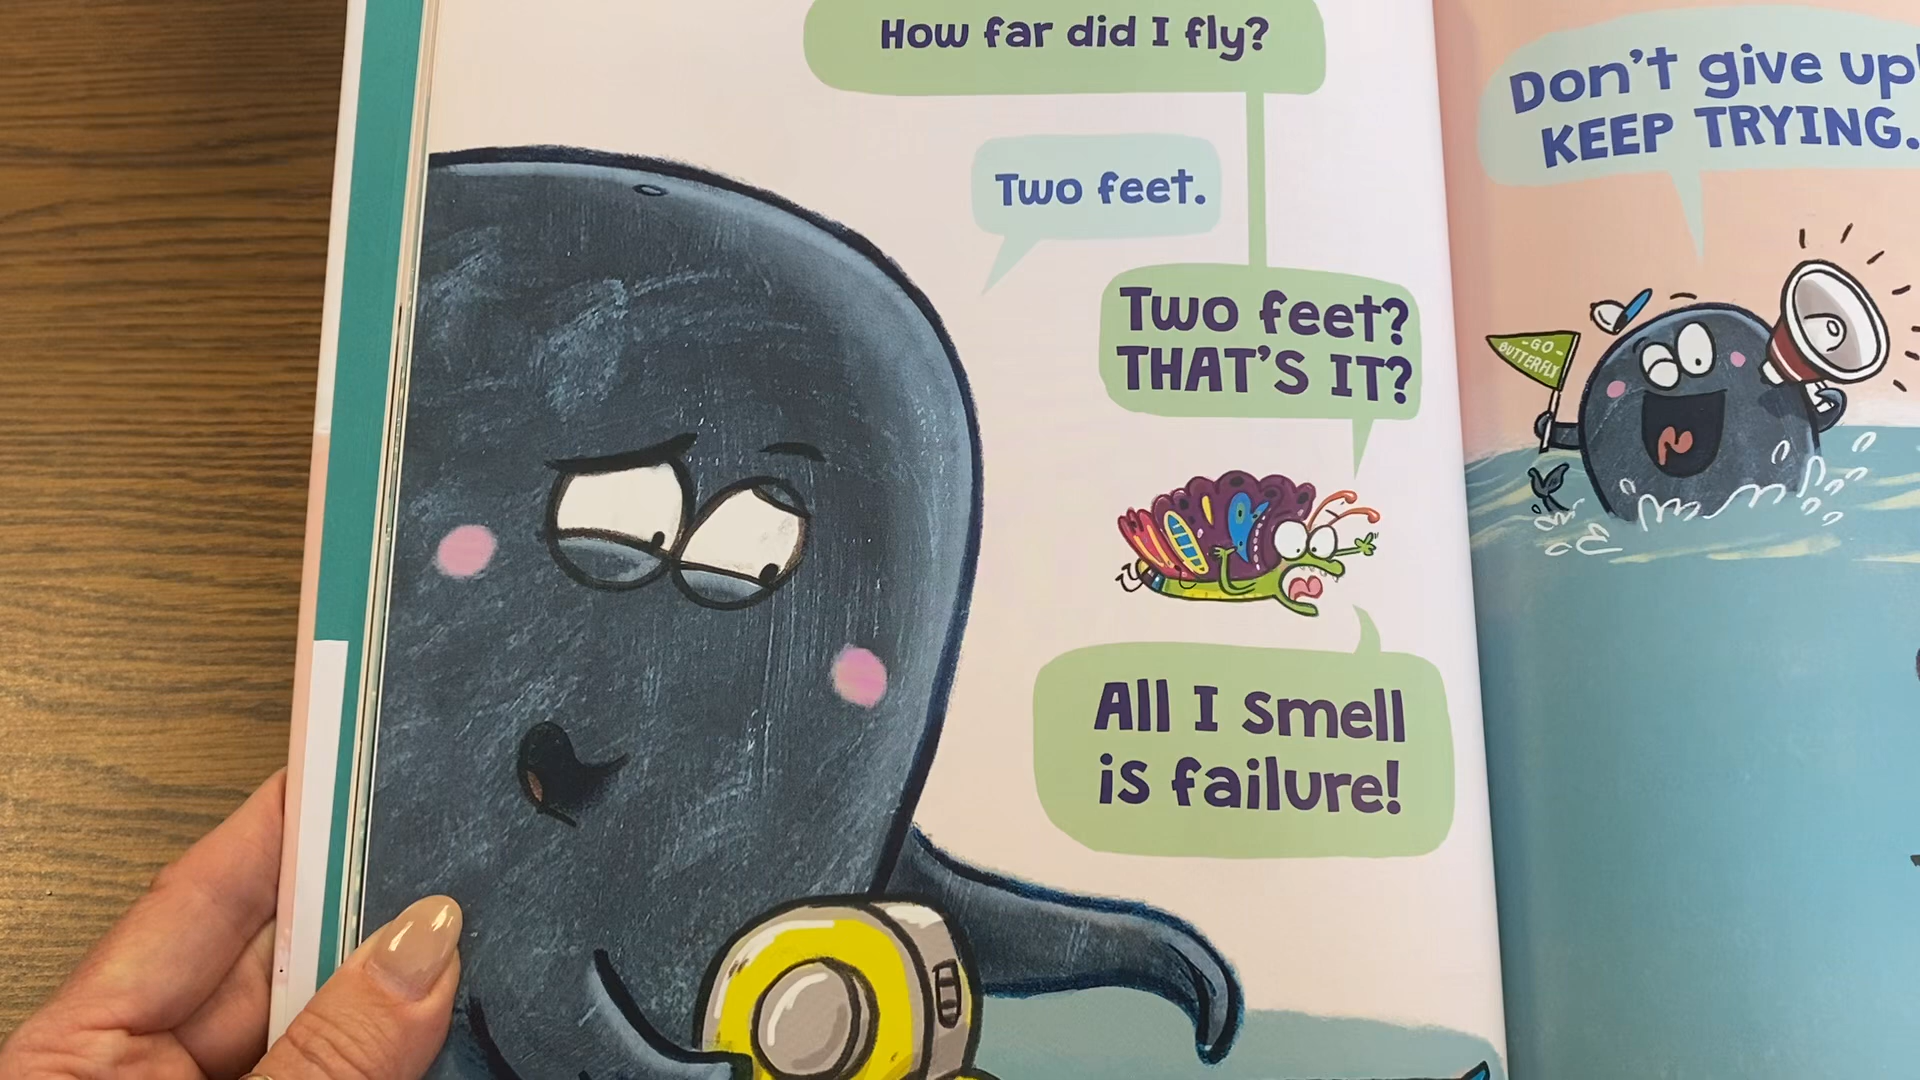 How far did I fly?
Two feet.
Two feet?
THAT'S IT?
All I smell
is failure!
Don't give up!
KEEP TRYING.
-GO-
BUTTERFLY